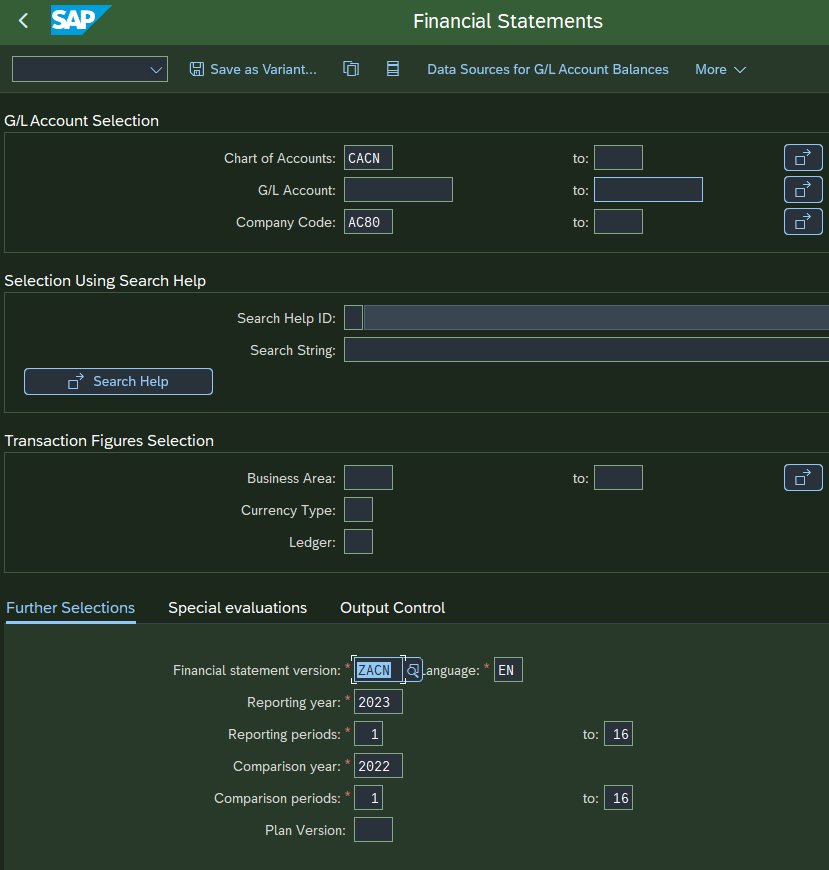 SAP Financial Statements
Save as Variant... Data Sources for G/L Account Balances More
G/L Account Selection
Chart of Accounts: CACN to:
G/L Account: to:
Company Code: AC80 to:
Selection Using Search Help
Search Help ID:
Search String:
Search Help
Transaction Figures Selection
Business Area: to:
Currency Type:
Ledger:
Further Selections Special evaluations Output Control
Financial statement version: * ZACN Language: * EN
Reporting year: * 2023
Reporting periods: * 1 to: 16
Comparison year: * 2022
Comparison periods: * 1 to: 16
Plan Version: